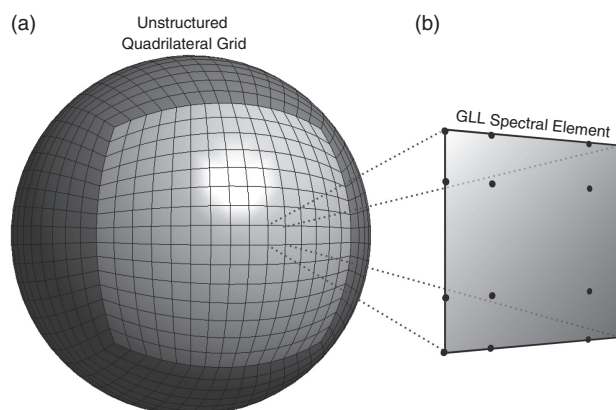 (a)
Unstructured
Quadrilateral Grid
(b)
GLL Spectral Element